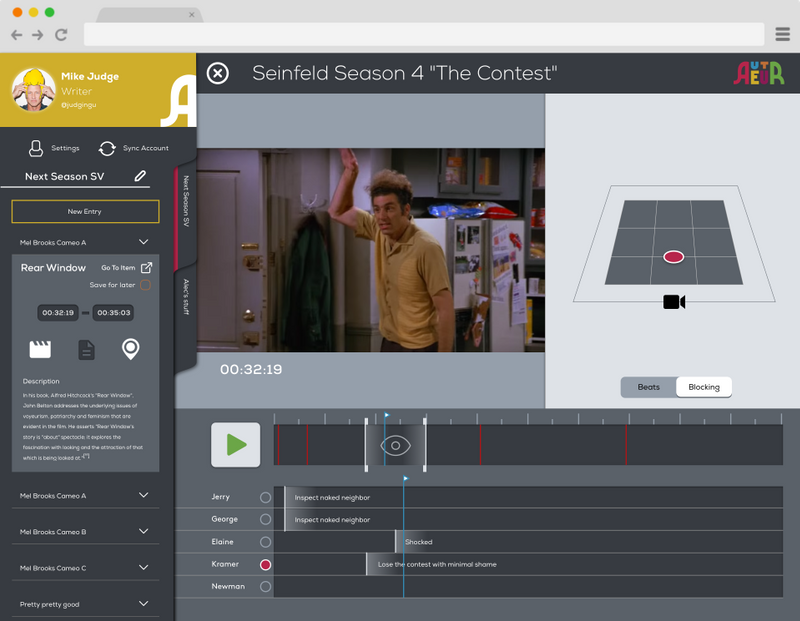 Mike Judge
Writer
@judgingu
Settings
Sync Account
Next Season SV
New Entry
Mel Brooks Cameo A
Rear Window
Go To Item
Save for later
00:32:19 - 00:35:03
Description
In his book, Alfred Hitchcock's "Rear Window",
John Belton addresses the underlying issues of
voyeurism, patriarchy and feminism that are
evident in the film. He asserts "Rear Window's
story is "about" spectacle; it explores the
fascination with looking and the attraction of that
which is being looked at."[17]
Mel Brooks Cameo A
Mel Brooks Cameo B
Mel Brooks Cameo C
Pretty pretty good
Next Season SV
Alec's stuff
Seinfeld Season 4 "The Contest"
AUTEUR
00:32:19
Beats
Blocking
Jerry
Inspect naked neighbor
George
Inspect naked neighbor
Elaine
Shocked
Kramer
Lose the contest with minimal shame
Newman